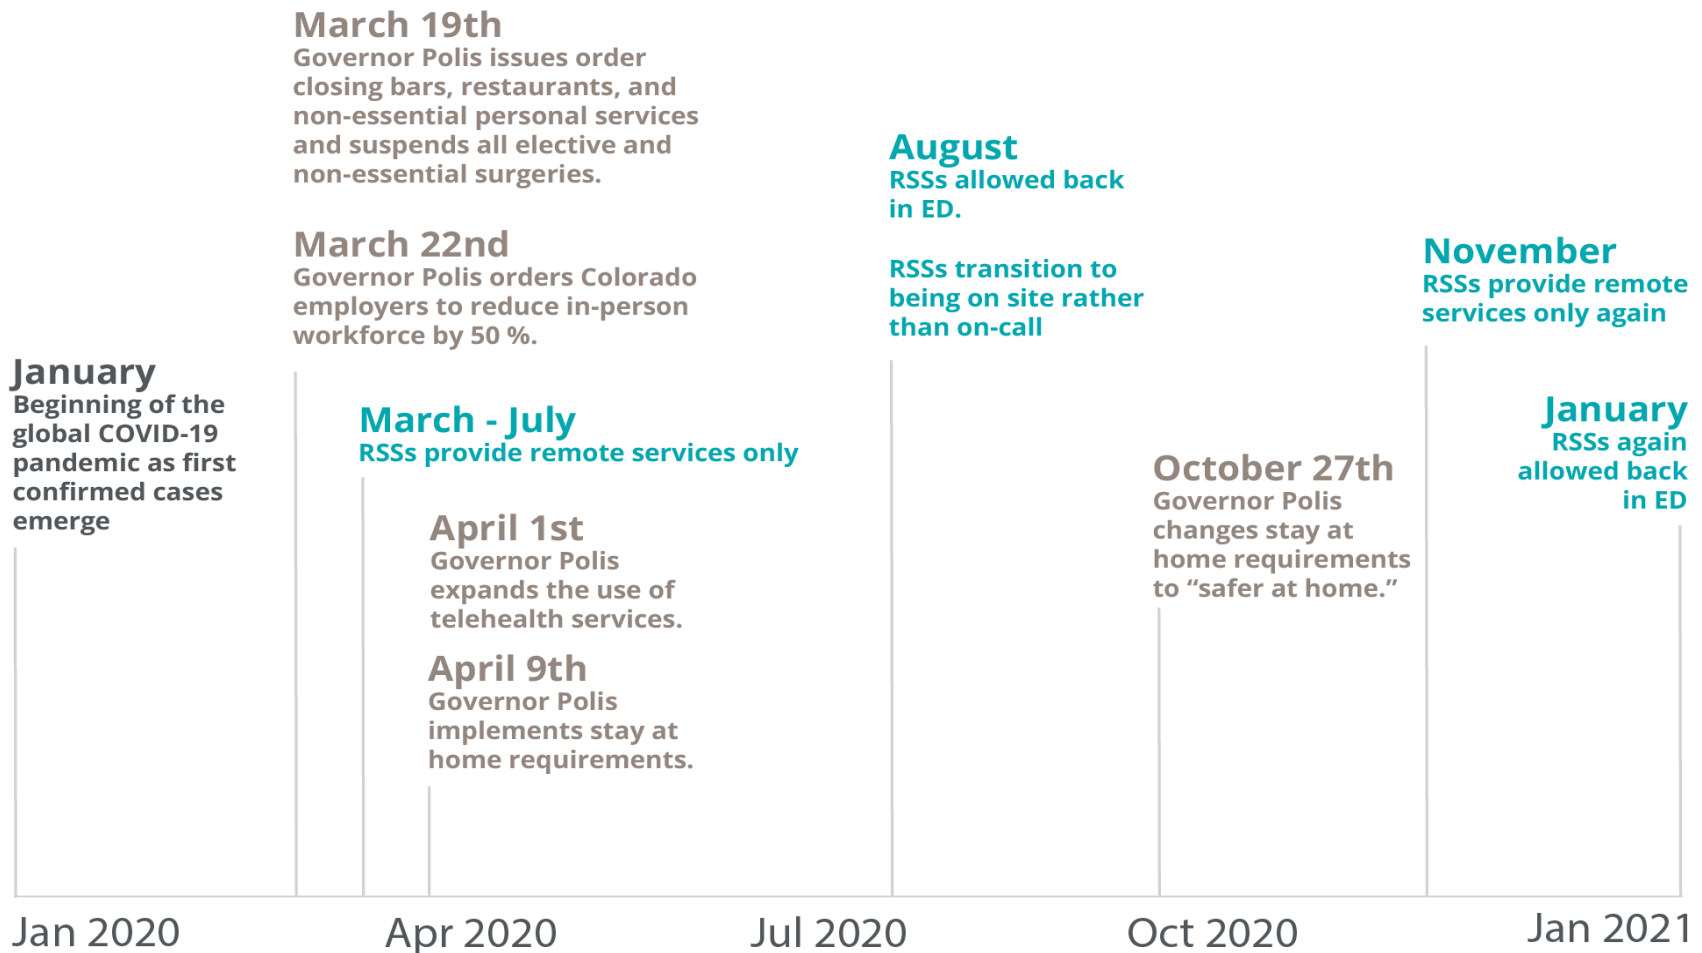 March 19th
Governor Polis issues order
closing bars, restaurants, and
non-essential personal services
and suspends all elective and
non-essential surgeries.
March 22nd
Governor Polis orders Colorado
employers to reduce in-person
workforce by 50 %.
January
Beginning of the
global COVID-19
pandemic as first
confirmed cases
emerge
March - July
RSSs provide remote services only
April 1st
Governor Polis
expands the use of
telehealth services.
April 9th
Governor Polis
implements stay at
home requirements.
August
RSSs allowed back
in ED.
RSSs transition to
being on site rather
than on-call
October 27th
Governor Polis
changes stay at
home requirements
to “safer at home.”
November
RSSs provide remote
services only again
January
RSSs again
allowed back
in ED
Jan 2020
Apr 2020
Jul 2020
Oct 2020
Jan 2021